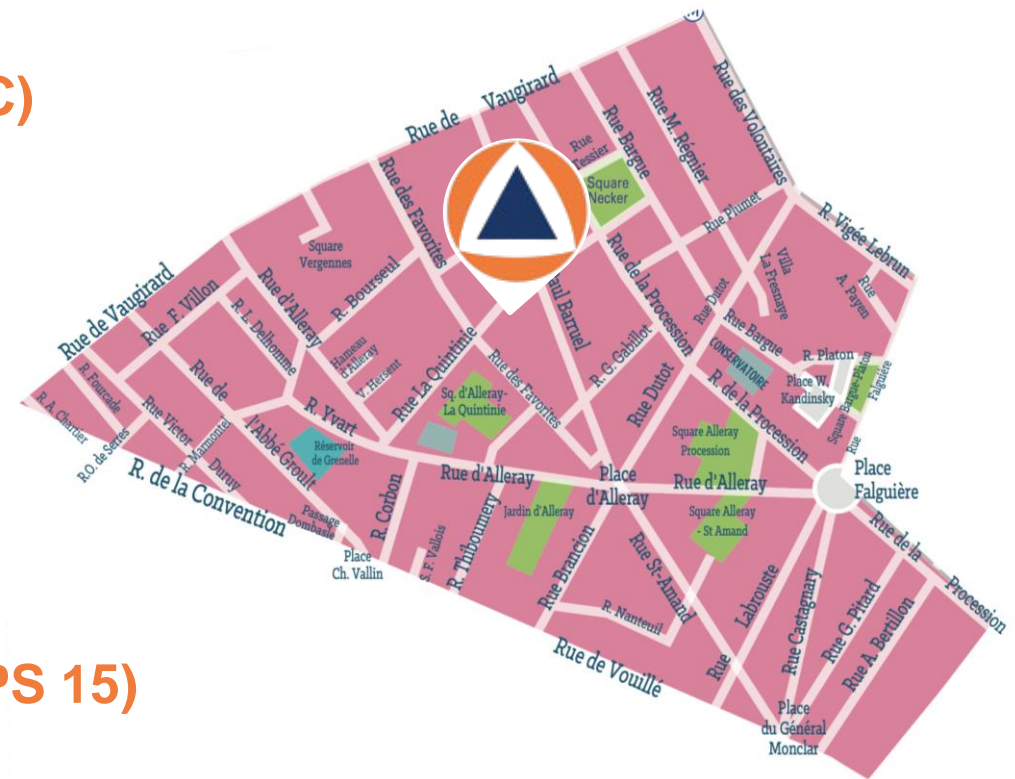 C)
Rue de Vaugirard
Rue des Volontaires
Rue M. Régnier
Rue Bargue
Rue
Tessier
Square
Necker
Rue des Favorites
Rue Plumet
R. Vigée Lebrun
Square
Vergennes
R. Bourseul
Villa
La Fresnaye
Rue
A. Payen
Rue de Vaugirard
Rue F. Villon
Rue d'Alleray
R. L. Delhomme
Hameau
d'Alleray
V. Hersent
Rue La Quintinie
aul Barruel
Rue de la Procession
Rue Dutot
Rue Bargue
R. Platon
CONSERVATOIRE
Place W.
Kandinsky
Square Bargue-Platon
Falguière
Rue
R. G. Gabillot
Rue des Favorites
Rue Dutot
R. de la Procession
R. Fourcade
R.A. Chartier
R.O. de Serres
Rue Victor
Duruy
R. Marmontel
Rue de
l'Abbé Groult
R. Yvart
Sq. d'Alleray-
La Quintinie
Réservoir
de Grenelle
Square Alleray
Procession
Rue d'Alleray
Place
d'Alleray
Rue d'Alleray
Place
Falguière
R. de la Convention
Passage
Dombasle
R. Corbon
Place
Ch. Vallin
S. F. Vallois
R. Thiboumery
Jardin d'Alleray
Square Alleray
- St Amand
Rue Brancion
Rue St-Amand
R. Nanteuil
Rue de Vouillé
Rue Labrouste
Rue Castagnary
Rue G. Pitard
Rue A. Bertillon
Rue de la Procession
Place
du Général
Monclar
PS 15)